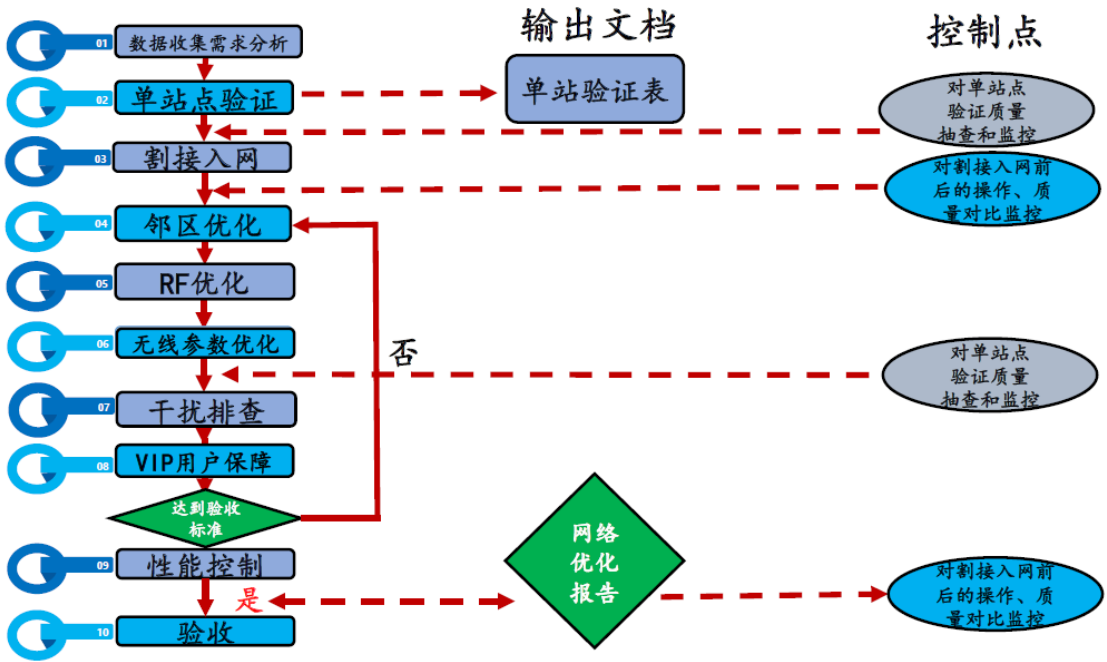 输出文档
控制点
01
数据收集需求分析
02
单站点验证
单站验证表
对单站点
验证质量
抽查和监控
03
割接入网
对割接入网前
后的操作、质
量对比监控
04
邻区优化
05
RF优化
06
无线参数优化
否
对单站点
验证质量
抽查和监控
07
干扰排查
08
VIP用户保障
达到验收
标准
网络
优化
报告
09
性能控制
是
对割接入网前
后的操作、质
量对比监控
10
验收